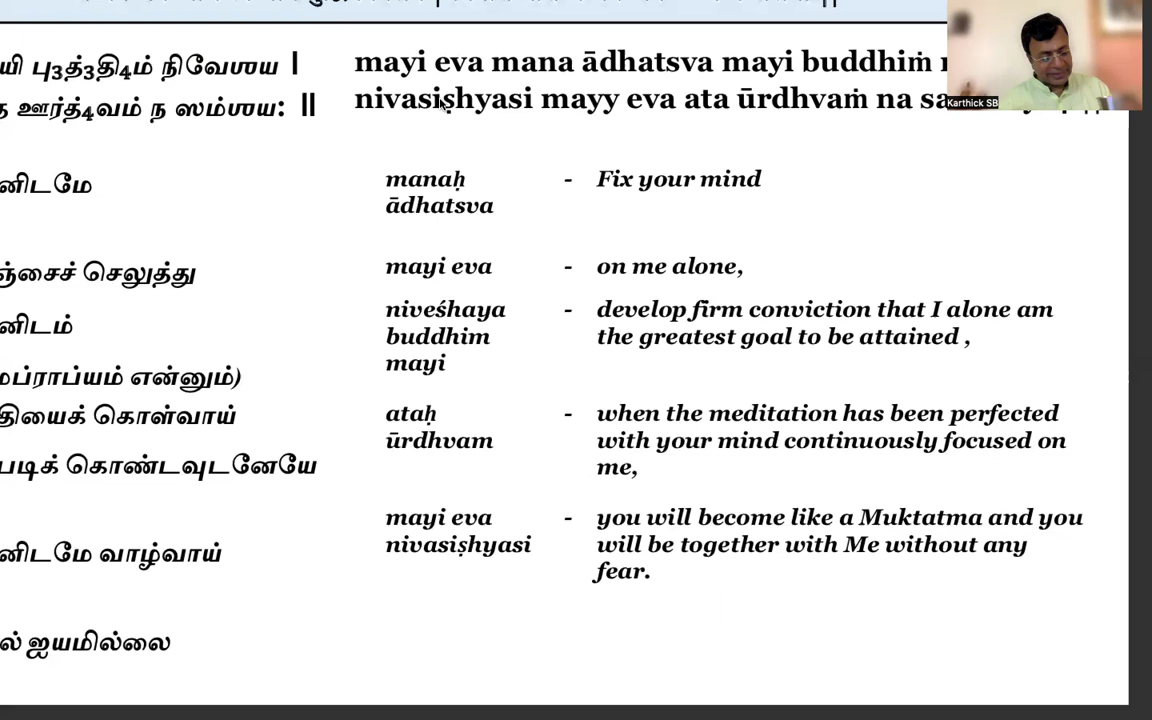 யி பு3த்3தி4ம் நிவேஶய |
ஊர்த்4வம் ந ஸம்ஶய: ||
mayi eva mana ādhatsva mayi buddhiṁ
nivasiṣhyasi mayy eva ata ūrdhvaṁ na
Karthick SB
னிடமே
manaḥ - Fix your mind
ādhatsva
ஞ்சைச் செலுத்து
mayi eva - on me alone,
னிடம்
niveśhaya - develop firm conviction that I alone am
buddhim the greatest goal to be attained ,
mayi
மப்ராப்யம் என்னும்)
தியைக் கொள்வாய்
ataḥ - when the meditation has been perfected
ūrdhvam with your mind continuously focused on
me,
படிக் கொண்டவுடனேயே
mayi eva - you will become like a Muktatma and you
nivasiṣhyasi will be together with Me without any
fear.
னிடமே வாழ்வாய்
ல் ஐயமில்லை